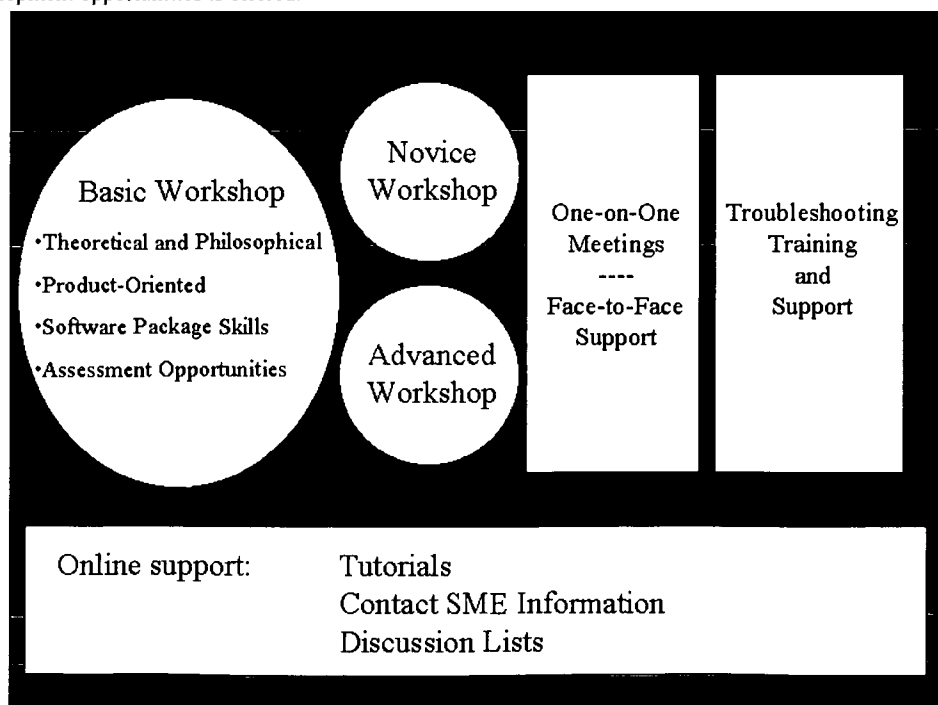 Basic Workshop
•Theoretical and Philosophical
•Product-Oriented
•Software Package Skills
•Assessment Opportunities
Novice
Workshop
Advanced
Workshop
One-on-One
Meetings
----
Face-to-Face
Support
Troubleshooting
Training
and
Support
Online support:
Tutorials
Contact SME Information
Discussion Lists